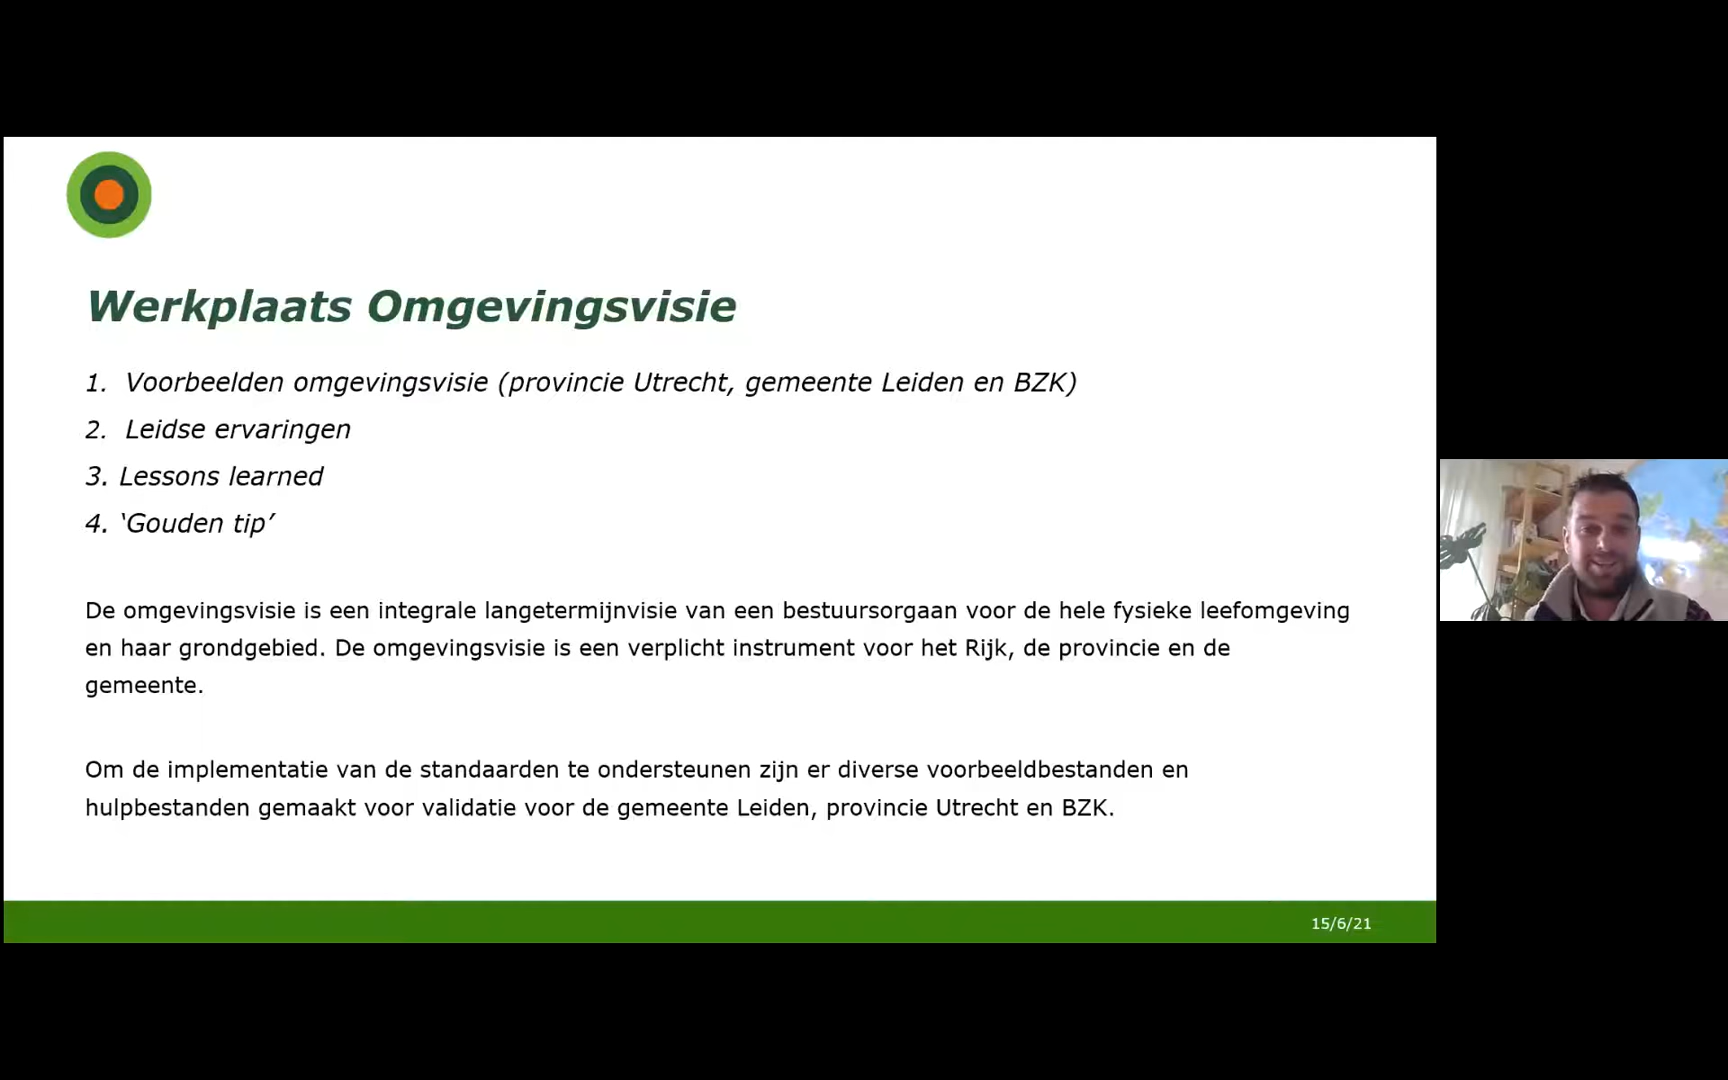 Werkplaats Omgevingsvisie
1. Voorbeelden omgevingsvisie (provincie Utrecht, gemeente Leiden en BZK)
2. Leidse ervaringen
3. Lessons learned
4. ‘Gouden tip’
De omgevingsvisie is een integrale langetermijnvisie van een bestuursorgaan voor de hele fysieke leefomgeving
en haar grondgebied. De omgevingsvisie is een verplicht instrument voor het Rijk, de provincie en de
gemeente.
Om de implementatie van de standaarden te ondersteunen zijn er diverse voorbeeldbestanden en
hulpbestanden gemaakt voor validatie voor de gemeente Leiden, provincie Utrecht en BZK.
15/6/21